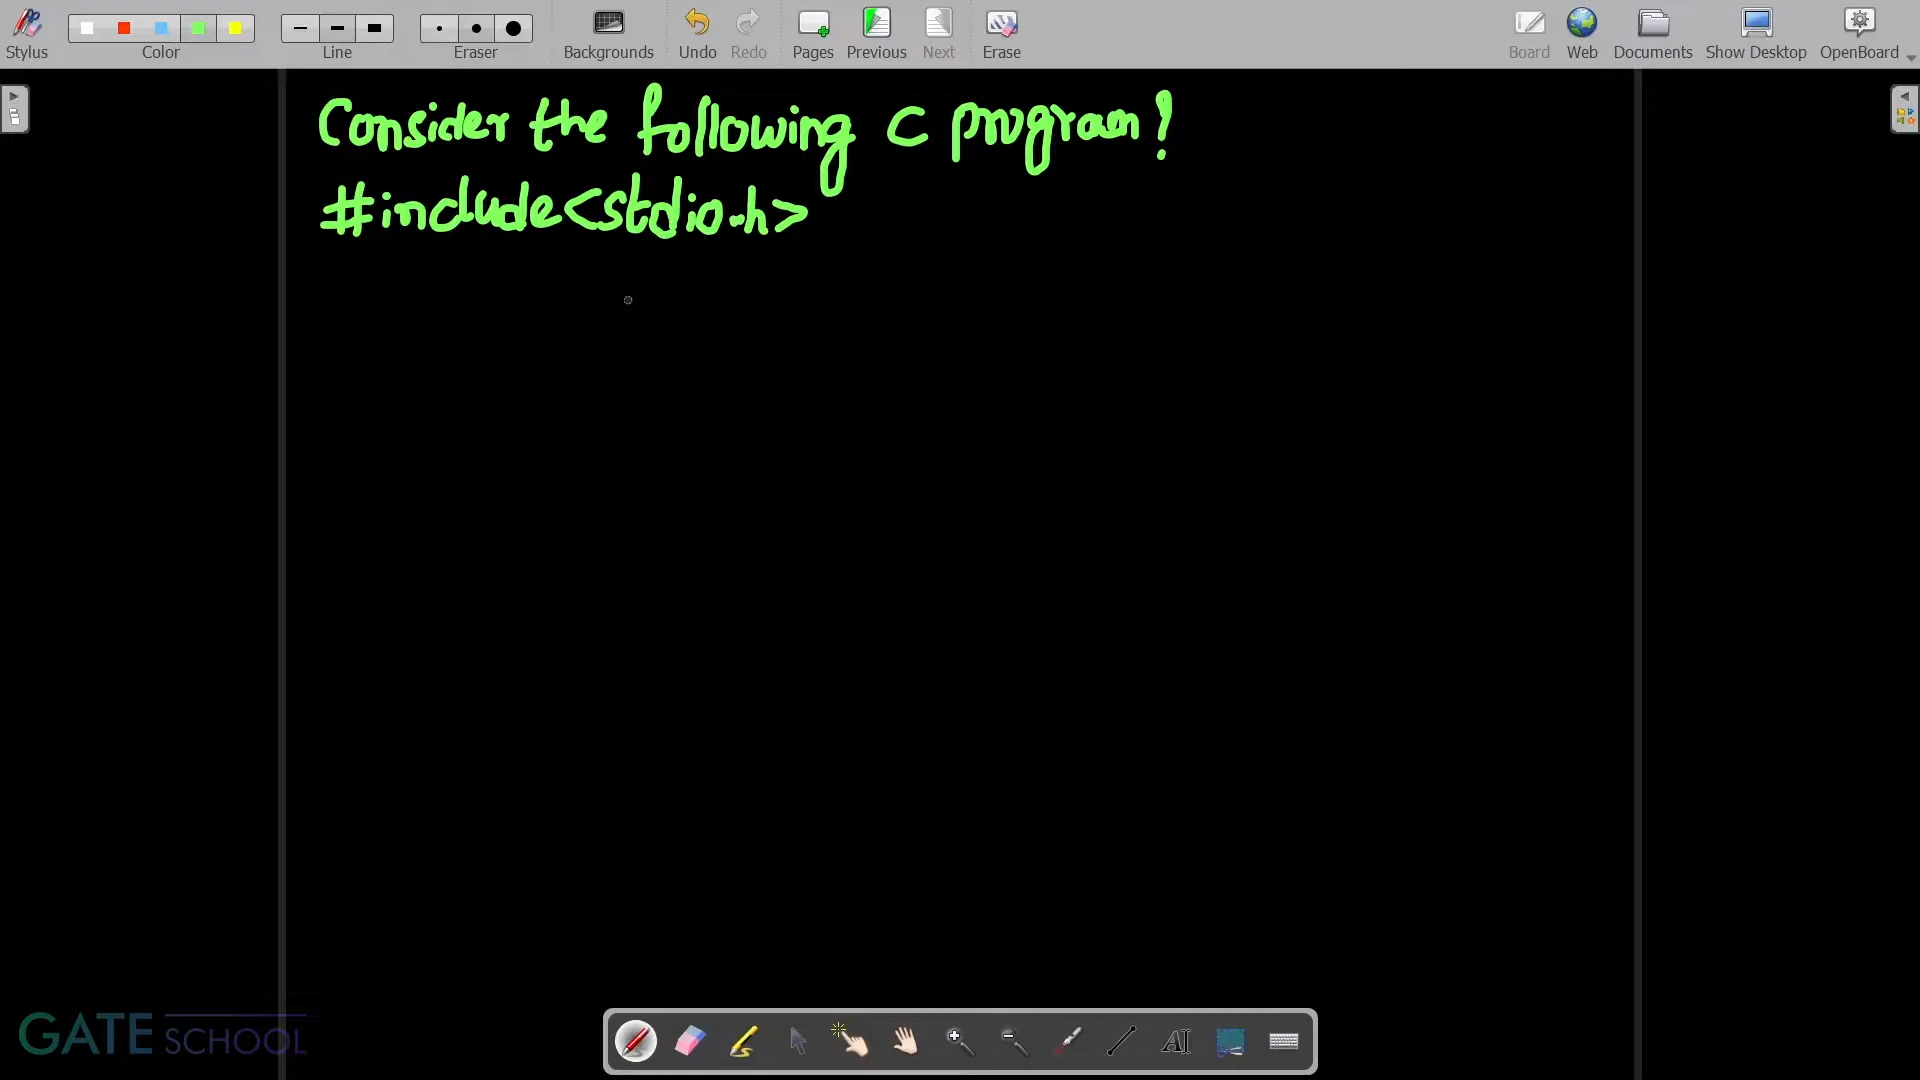 Stylus Color Line Eraser Backgrounds Undo Redo Pages Previous Next Erase Board Web Documents Show Desktop OpenBoard
Consider the following C program?
#include<stdio.h>
GATE SCHOOL
AI